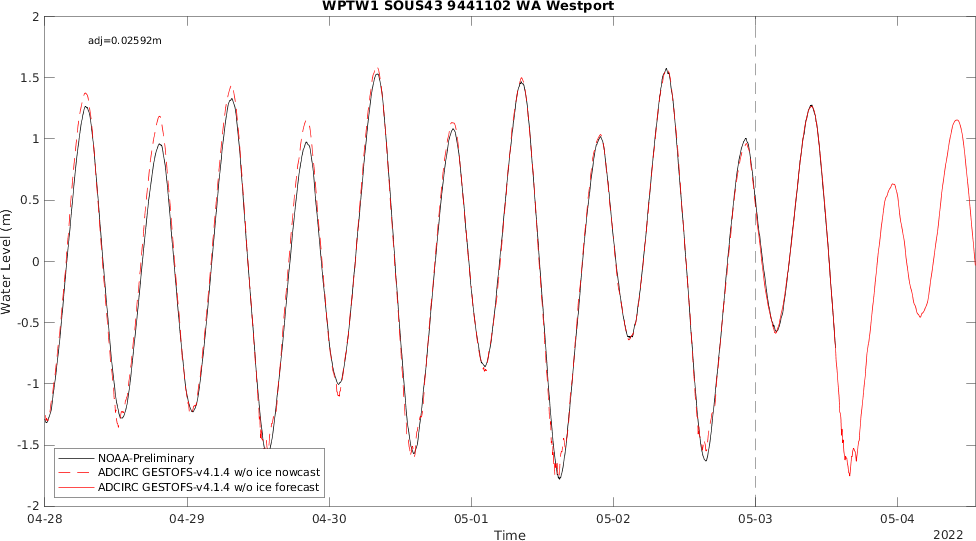 WPTW1 SOUS43 9441102 WA Westport
adj=0.02592m
Water Level (m)
2
1.5
1
0.5
0
-0.5
-1
-1.5
-2
NOAA-Preliminary
ADCIRC GESTOFS-v4.1.4 w/o ice nowcast
ADCIRC GESTOFS-v4.1.4 w/o ice forecast
04-28 04-29 04-30 05-01 05-02 05-03 05-04
Time
2022